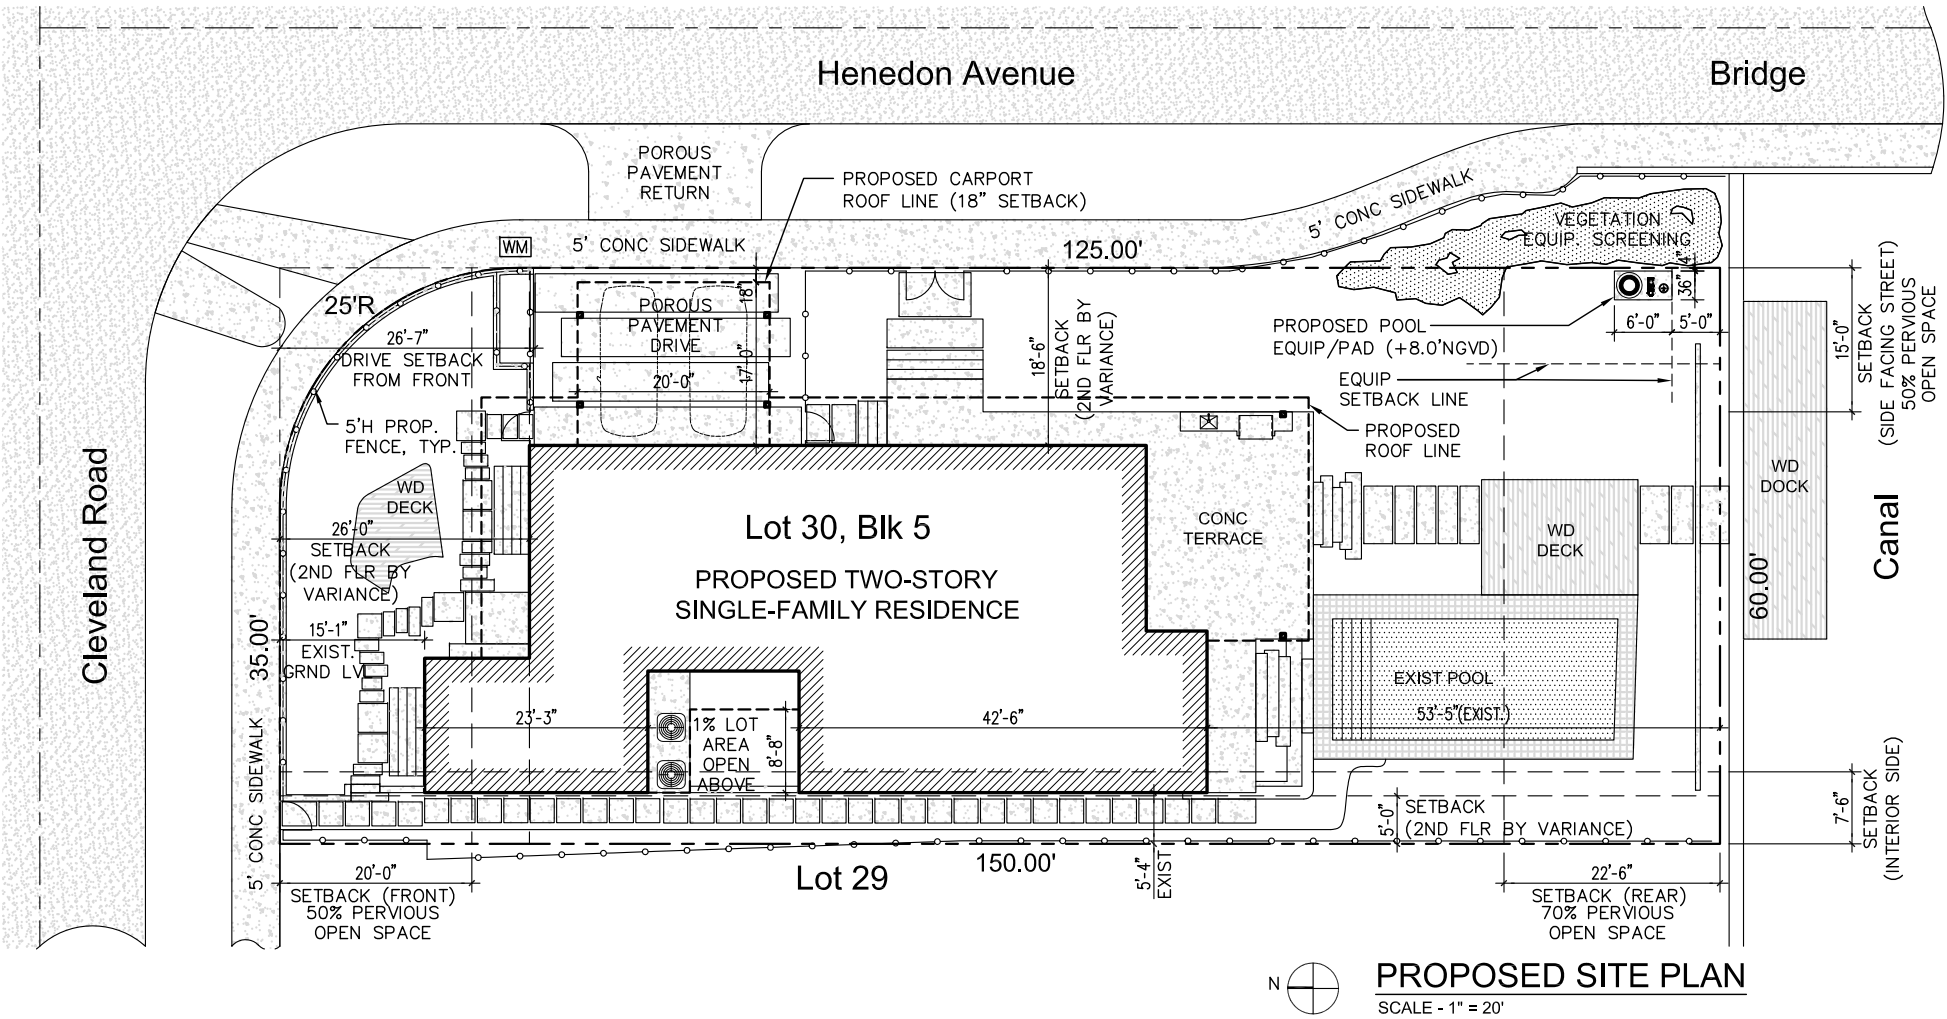 Henedon Avenue
Bridge
POROUS
PAVEMENT
RETURN
PROPOSED CARPORT
ROOF LINE (18" SETBACK)
5' CONC SIDEWALK
VEGETATION
EQUIP. SCREENING
WM
5' CONC SIDEWALK
125.00'
4"
36"
18"
25'R
POROUS
PAVEMENT
DRIVE
17'-0"
20'-0"
26'-7"
DRIVE SETBACK
FROM FRONT
18'-6"
SETBACK
(2ND FLR BY
VARIANCE)
PROPOSED POOL
EQUIP/PAD (+8.0'NGVD)
6'-0"
5'-0"
EQUIP
SETBACK LINE
15'-0"
SETBACK
(SIDE FACING STREET)
50% PERVIOUS
OPEN SPACE
5'H PROP.
FENCE, TYP.
PROPOSED
ROOF LINE
Cleveland Road
WD
DECK
26'-0"
SETBACK
(2ND FLR BY
VARIANCE)
Lot 30, Blk 5
PROPOSED TWO-STORY
SINGLE-FAMILY RESIDENCE
CONC
TERRACE
WD
DECK
WD
DOCK
Canal
60.00'
35.00'
15'-1"
EXIST.
GRND LVL
EXIST POOL
53'-5"(EXIST.)
23'-3"
1% LOT
AREA
OPEN
ABOVE
8'-8"
42'-6"
5' CONC SIDEWALK
5'-0"
SETBACK
(2ND FLR BY VARIANCE)
7'-6"
SETBACK
(INTERIOR SIDE)
20'-0"
SETBACK (FRONT)
50% PERVIOUS
OPEN SPACE
Lot 29
150.00'
5'-4"
EXIST
22'-6"
SETBACK (REAR)
70% PERVIOUS
OPEN SPACE
N
PROPOSED SITE PLAN
SCALE - 1" = 20'